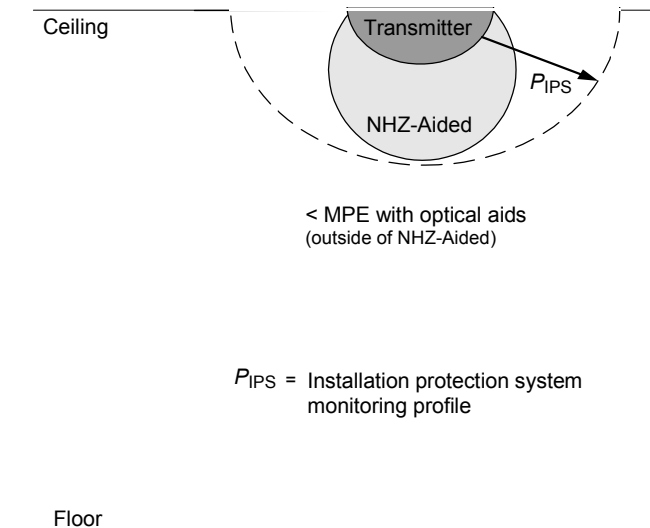 Ceiling
Transmitter
PIPS
NHZ-Aided
< MPE with optical aids
(outside of NHZ-Aided)
PIPS = Installation protection system
monitoring profile
Floor